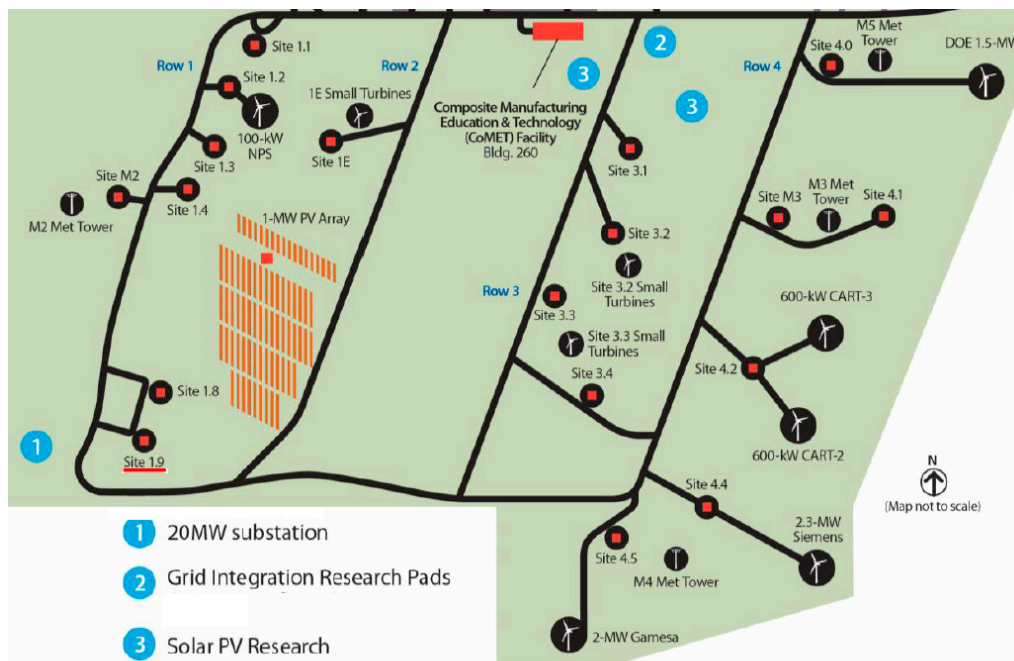 Site 1.1
Row 1
Site 1.2
100-kW
NPS
Site 1.3
Site M2
Site 1.4
M2 Met Tower
1-MW PV Array
Row 2
1E Small Turbines
Site 1E
Composite Manufacturing
Education & Technology
(CoMET) Facility
Bldg. 260
3
2
3
Row 4
Site 4.0
M5 Met
Tower
DOE 1.5-MW
Site 3.1
Site 3.2
Site 3.2 Small
Turbines
Row 3
Site 3.3
Site 3.3 Small
Turbines
Site 3.4
Site M3
M3 Met
Tower
Site 4.1
600-kW CART-3
Site 4.2
600-kW CART-2
Site 1.8
1
Site 1.9
Site 4.4
2.3-MW
Siemens
Site 4.5
M4 Met Tower
2-MW Gamesa
N
(Map not to scale)
1 20MW substation
2 Grid Integration Research Pads
3 Solar PV Research